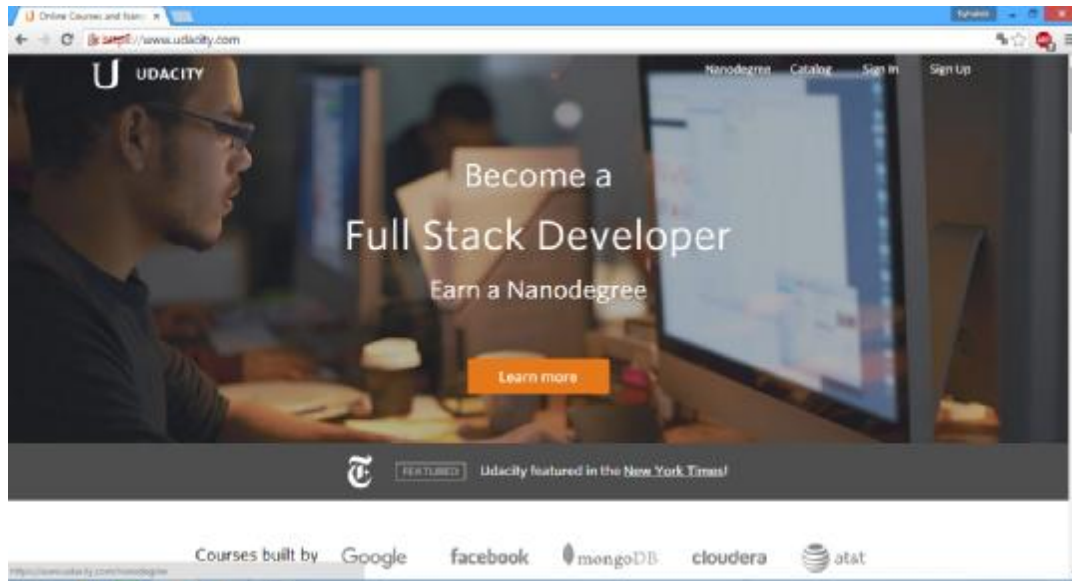 Online Courses and Nano
https://www.udacity.com
UDACITY
Nanodegree Catalog Sign In Sign Up
Become a
Full Stack Developer
Earn a Nanodegree
Learn more
FEATURED Udacity featured in the New York Times!
Courses built by Google facebook mongoDB cloudera at&t
https://www.udacity.com/nanodegree